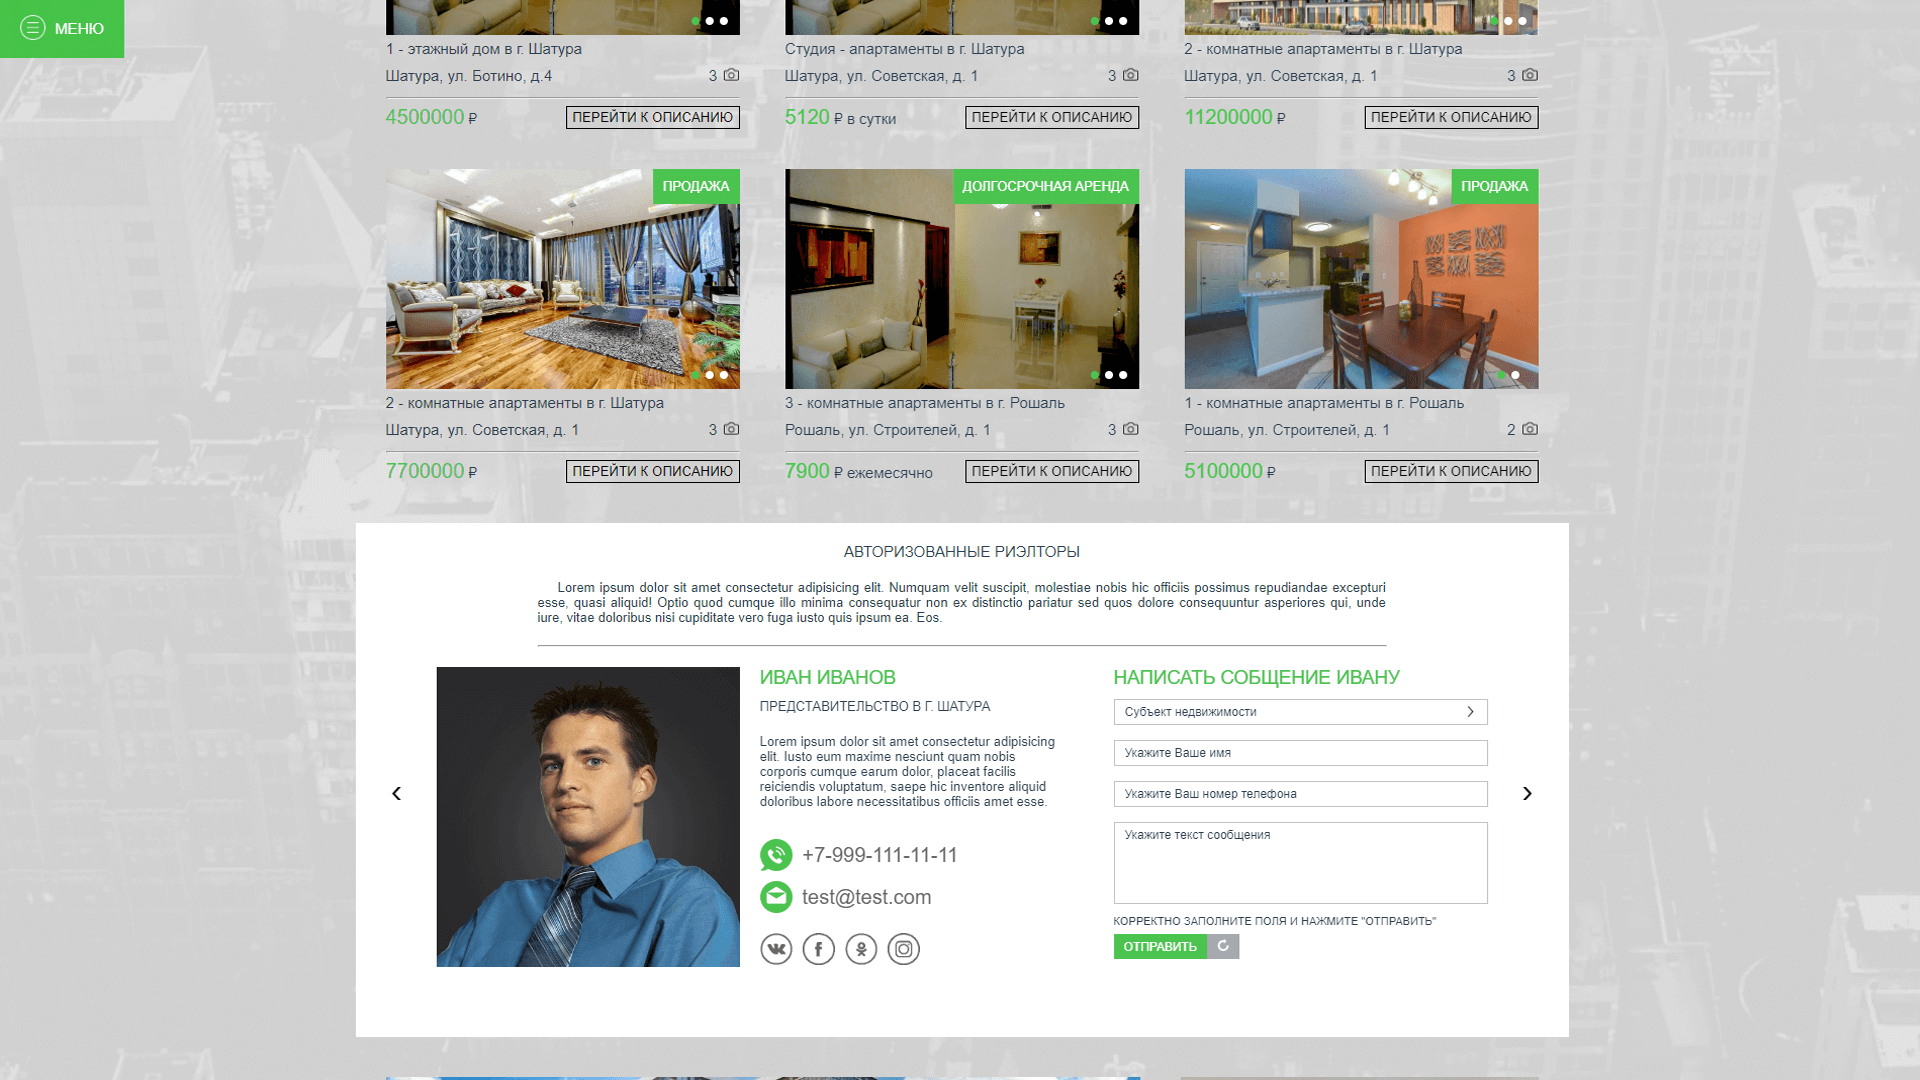 МЕНЮ
1 - этажный дом в г. Шатура
Шатура, ул. Ботино, д.4
3
4500000 ₽
ПЕРЕЙТИ К ОПИСАНИЮ
Студия - апартаменты в г. Шатура
Шатура, ул. Советская, д. 1
3
5120 ₽ в сутки
ПЕРЕЙТИ К ОПИСАНИЮ
2 - комнатные апартаменты в г. Шатура
Шатура, ул. Советская, д. 1
3
11200000 ₽
ПЕРЕЙТИ К ОПИСАНИЮ
ПРОДАЖА
2 - комнатные апартаменты в г. Шатура
Шатура, ул. Советская, д. 1
3
7700000 ₽
ПЕРЕЙТИ К ОПИСАНИЮ
ДОЛГОСРОЧНАЯ АРЕНДА
3 - комнатные апартаменты в г. Рошаль
Рошаль, ул. Строителей, д. 1
3
7900 ₽ ежемесячно
ПЕРЕЙТИ К ОПИСАНИЮ
ПРОДАЖА
1 - комнатные апартаменты в г. Рошаль
Рошаль, ул. Строителей, д. 1
2
5100000 ₽
ПЕРЕЙТИ К ОПИСАНИЮ
АВТОРИЗОВАННЫЕ РИЭЛТОРЫ
Lorem ipsum dolor sit amet consectetur adipisicing elit. Numquam velit suscipit, molestiae nobis hic officiis possimus repudiandae excepturi
esse, quasi aliquid! Optio quod cumque illo minima consequatur non ex distinctio pariatur sed quos dolore consequuntur asperiores qui, unde
iure, vitae doloribus nisi cupiditate vero fuga iusto quis ipsum ea. Eos.
ИВАН ИВАНОВ
ПРЕДСТАВИТЕЛЬСТВО В Г. ШАТУРА
Lorem ipsum dolor sit amet consectetur adipisicing
elit. Iusto eum maxime nesciunt quam nobis
corporis cumque earum dolor, placeat facilis
reiciendis voluptatum, saepe hic inventore aliquid
doloribus labore necessitatibus officiis amet esse.
+7-999-111-11-11
test@test.com
НАПИСАТЬ СОБЩЕНИЕ ИВАНУ
Субъект недвижимости
Укажите Ваше имя
Укажите Ваш номер телефона
Укажите текст сообщения
КОРРЕКТНО ЗАПОЛНИТЕ ПОЛЯ И НАЖМИТЕ "ОТПРАВИТЬ"
ОТПРАВИТЬ